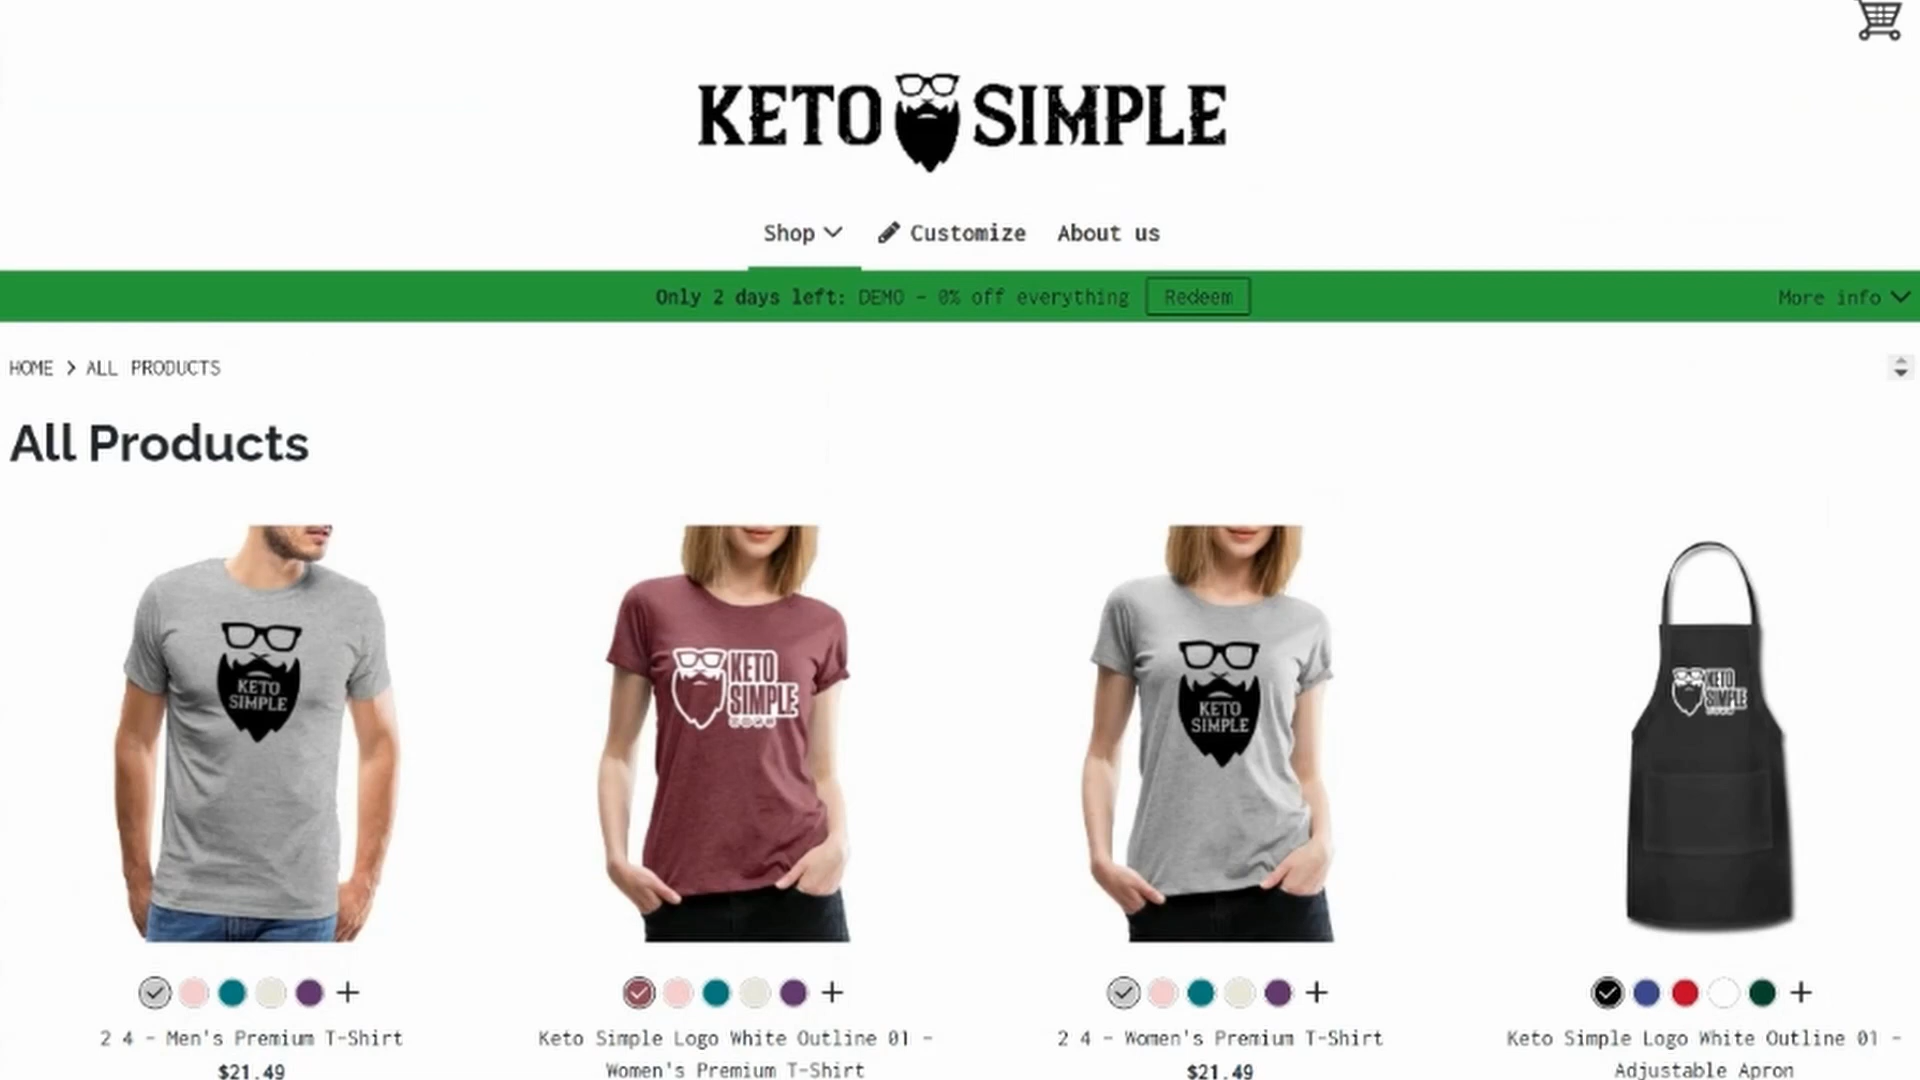 KETO SIMPLE
Shop Customize About us
Only 2 days left: DEMO - 0% off everything Redeem More info
HOME > ALL PRODUCTS
All Products
KETO
SIMPLE
KETO
SIMPLE
KETO
SIMPLE
KETO
SIMPLE
2 4 - Men's Premium T-Shirt
$21.49
Keto Simple Logo White Outline 01 -
Women's Premium T-Shirt
2 4 - Women's Premium T-Shirt
$21.49
Keto Simple Logo White Outline 01 -
Adjustable Apron